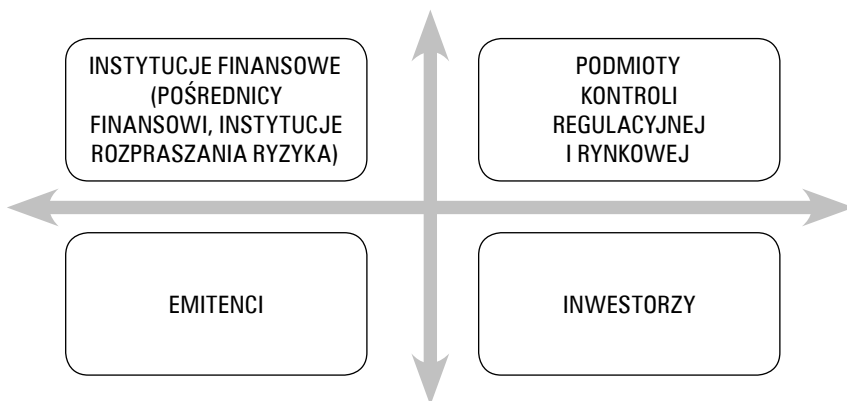 INSTYTUCJE FINANSOWE
(POŚREDNICY
FINANSOWI, INSTYTUCJE
ROZPRASZANIA RYZYKA)
PODMIOTY
KONTROLI
REGULACYJNEJ
I RYNKOWEJ
EMITENCI
INWESTORZY